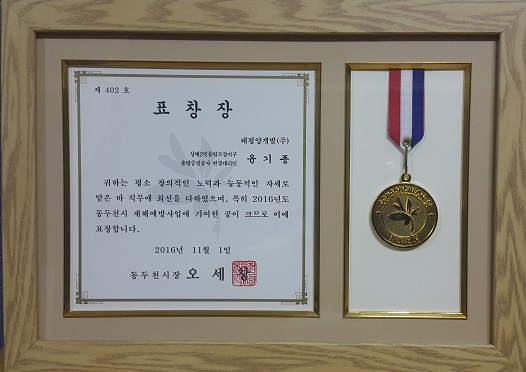 제 402 호
표 창 장
태평양개발(주)
윤 기 종
귀하는 평소 창의적인 노력과 능동적인 자세로
맡은 바 직무에 최선을 다하였으며, 특히 2016년도
동두천시 재해예방사업에 기여한 공이 크므로 이에
표창합니다.
2016년 11월 1일
동두천시장 오 세 창